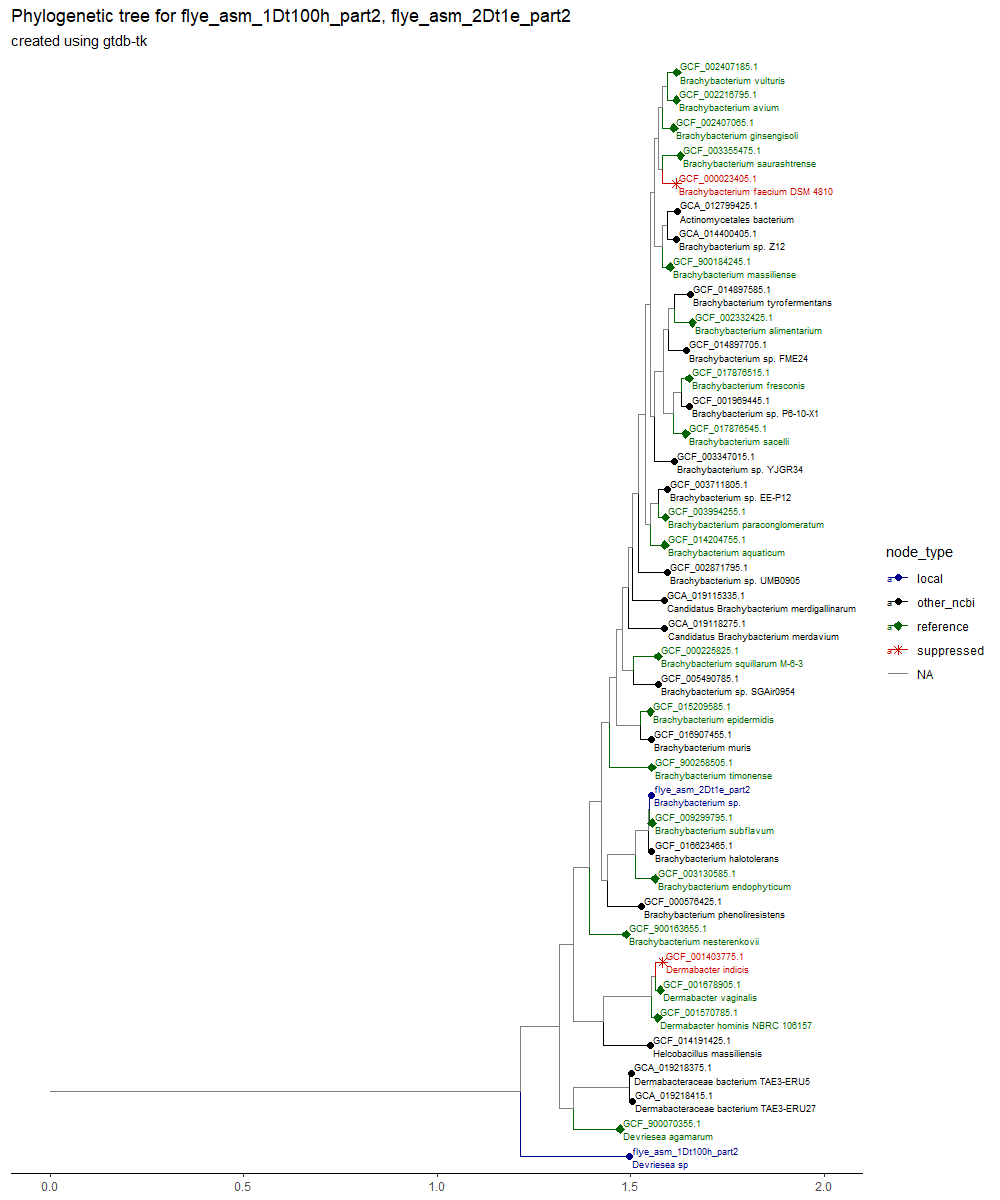 Phylogenetic tree for flye_asm_1Dt100h_part2, flye_asm_2Dt1e_part2
created using gtdb-tk
GCF_002407185.1
Brachybacterium vulturis
GCF_002216795.1
Brachybacterium avium
GCF_002407065.1
Brachybacterium ginsengisoli
GCF_003355475.1
Brachybacterium saurashtrense
GCF_000023405.1
Brachybacterium faecium DSM 4810
GCA_012799425.1
Actinomycetales bacterium
GCA_014400405.1
Brachybacterium sp. Z12
GCF_900184245.1
Brachybacterium massiliense
GCF_014897585.1
Brachybacterium tyrofermentans
GCF_002332425.1
Brachybacterium alimentarium
GCF_014897705.1
Brachybacterium sp. FME24
GCF_017876515.1
Brachybacterium fresconis
GCF_001969445.1
Brachybacterium sp. P6-10-X1
GCF_017876545.1
Brachybacterium sacelli
GCF_003347015.1
Brachybacterium sp. YJGR34
GCF_003711805.1
Brachybacterium sp. EE-P12
GCF_003994255.1
Brachybacterium paraconglomeratum
GCF_014204755.1
Brachybacterium aquaticum
GCF_002871795.1
Brachybacterium sp. UMB0905
GCA_019115335.1
Candidatus Brachybacterium merdigallinarum
GCA_019118275.1
Candidatus Brachybacterium merdavium
GCF_000225825.1
Brachybacterium squillarum M-6-3
GCF_005490785.1
Brachybacterium sp. SGAir0954
GCF_015209585.1
Brachybacterium epidermidis
GCF_016907455.1
Brachybacterium muris
GCF_900258505.1
Brachybacterium timonense
flye_asm_2Dt1e_part2
Brachybacterium sp.
GCF_009299795.1
Brachybacterium subflavum
GCF_016623465.1
Brachybacterium halotolerans
GCF_003130585.1
Brachybacterium endophyticum
GCF_000576425.1
Brachybacterium phenoliresistens
GCF_900163655.1
Brachybacterium nesterenkovii
GCF_001403775.1
Dermabacter indicis
GCF_001678905.1
Dermabacter vaginalis
GCF_001570785.1
Dermabacter hominis NBRC 106157
GCF_014191425.1
Helcobacillus massiliensis
GCA_019218375.1
Dermabacteraceae bacterium TAE3-ERU5
GCA_019218415.1
Dermabacteraceae bacterium TAE3-ERU27
GCF_900070355.1
Devriesea agamarum
flye_asm_1Dt100h_part2
Devriesea sp
0.0 0.5 1.0 1.5 2.0
node_type
a local
a other_ncbi
a reference
a suppressed
NA